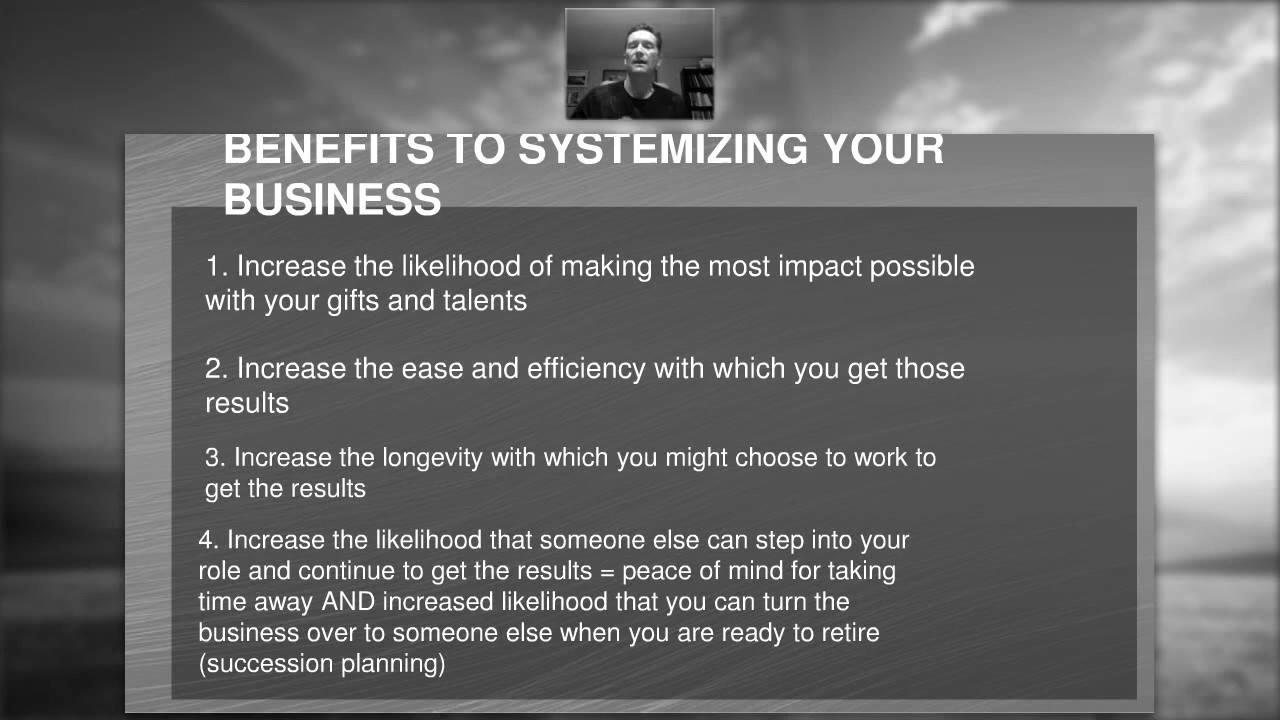 BENEFITS TO SYSTEMIZING YOUR
BUSINESS
1. Increase the likelihood of making the most impact possible
with your gifts and talents
2. Increase the ease and efficiency with which you get those
results
3. Increase the longevity with which you might choose to work to
get the results
4. Increase the likelihood that someone else can step into your
role and continue to get the results = peace of mind for taking
time away AND increased likelihood that you can turn the
business over to someone else when you are ready to retire
(succession planning)